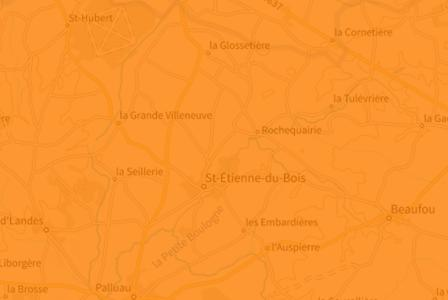 St-Hubert
la Cornetière
la Glossetière
la Tulévrière
la Grande Villeneuve
Rochequairie
la Seillerie
St-Étienne-du-Bois
Beaufou
la Petite Boulogne
les Embardières
d'Landes
l'Auspierre
Liborgère
la Brosse
Palluau